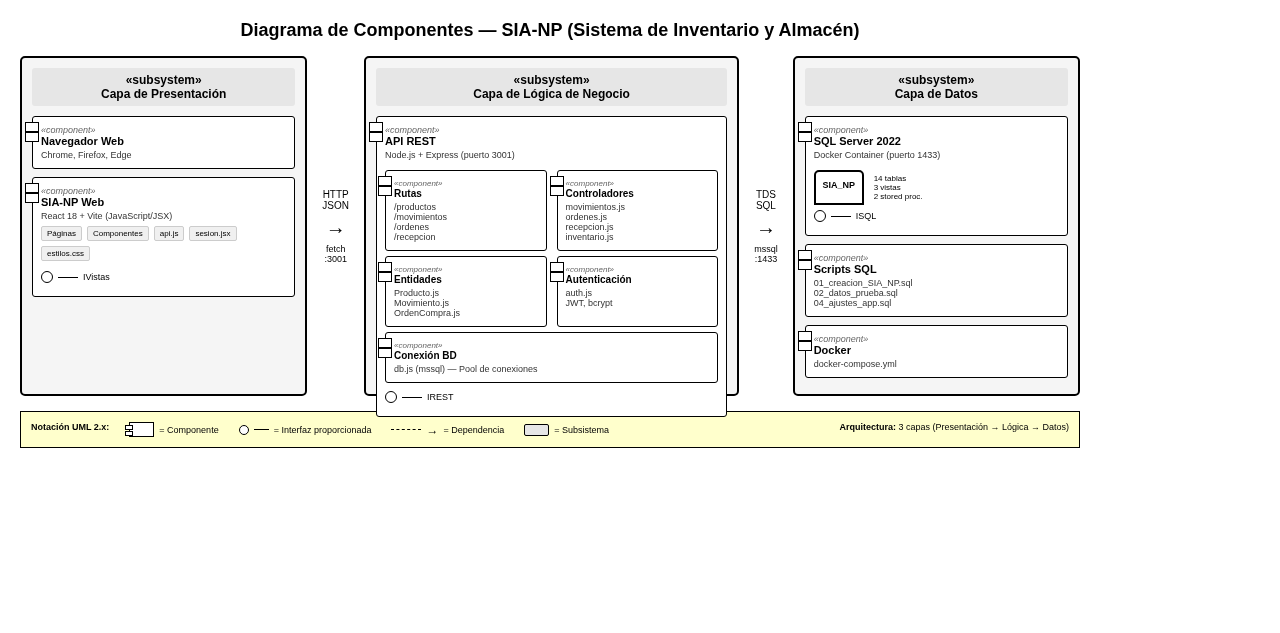 Diagrama de Componentes — SIA-NP (Sistema de Inventario y Almacén)
«subsystem»
Capa de Presentación
«component»
Navegador Web
Chrome, Firefox, Edge
«component»
SIA-NP Web
React 18 + Vite (JavaScript/JSX)
Páginas Componentes api.js sesion.jsx
estilos.css
IVistas
HTTP
JSON
→
fetch
:3001
«subsystem»
Capa de Lógica de Negocio
«component»
API REST
Node.js + Express (puerto 3001)
«component»
Rutas
/productos
/movimientos
/ordenes
/recepcion
«component»
Controladores
movimientos.js
ordenes.js
recepcion.js
inventario.js
«component»
Entidades
Producto.js
Movimiento.js
OrdenCompra.js
«component»
Autenticación
auth.js
JWT, bcrypt
«component»
Conexión BD
db.js (mssql) — Pool de conexiones
IREST
TDS
SQL
→
mssql
:1433
«subsystem»
Capa de Datos
«component»
SQL Server 2022
Docker Container (puerto 1433)
SIA_NP
14 tablas
3 vistas
2 stored proc.
ISQL
«component»
Scripts SQL
01_creacion_SIA_NP.sql
02_datos_prueba.sql
04_ajustes_app.sql
«component»
Docker
docker-compose.yml
Notación UML 2.x: = Componente = Interfaz proporcionada → = Dependencia = Subsistema Arquitectura: 3 capas (Presentación → Lógica → Datos)